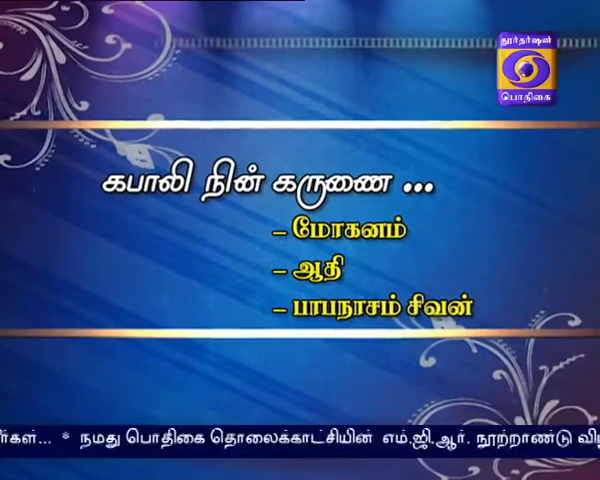 தூர்தர்ஷன்
பொதிகை
கபாலி நின் கருணை ...
– மோகனம்
– ஆதி
– பாபநாசம் சிவன்
... * நமது பொதிகை தொலைக்காட்சியின் எம்.ஜி.ஆர். நூற்றாண்டு